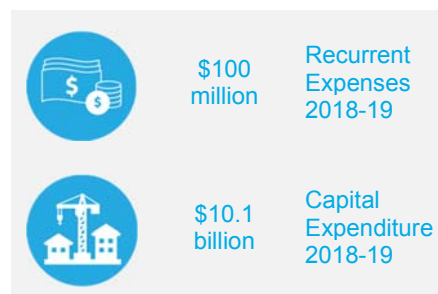 $
$
$100
million
Recurrent
Expenses
2018-19
$10.1
billion
Capital
Expenditure
2018-19